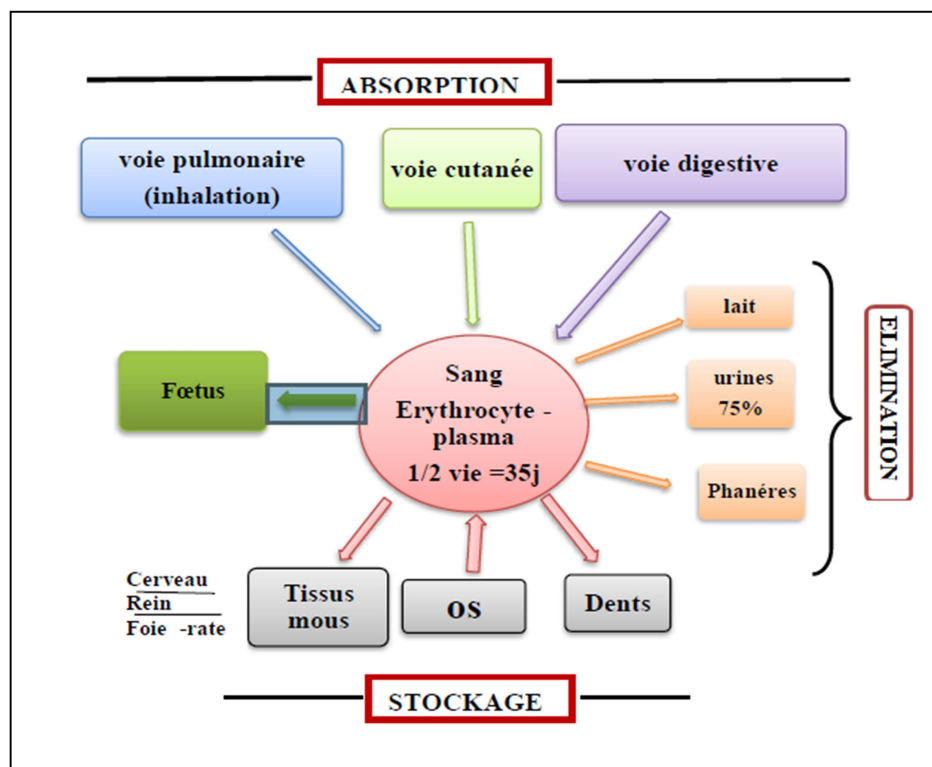 ABSORPTION
voie pulmonaire
(inhalation)
voie cutanée
voie digestive
lait
urines
75%
Phanéres
ELIMINATION
Fœtus
Sang
Erythrocyte -
plasma
1/2 vie =35j
Cerveau
Rein
Foie -rate
Tissus
mous
os
Dents
STOCKAGE